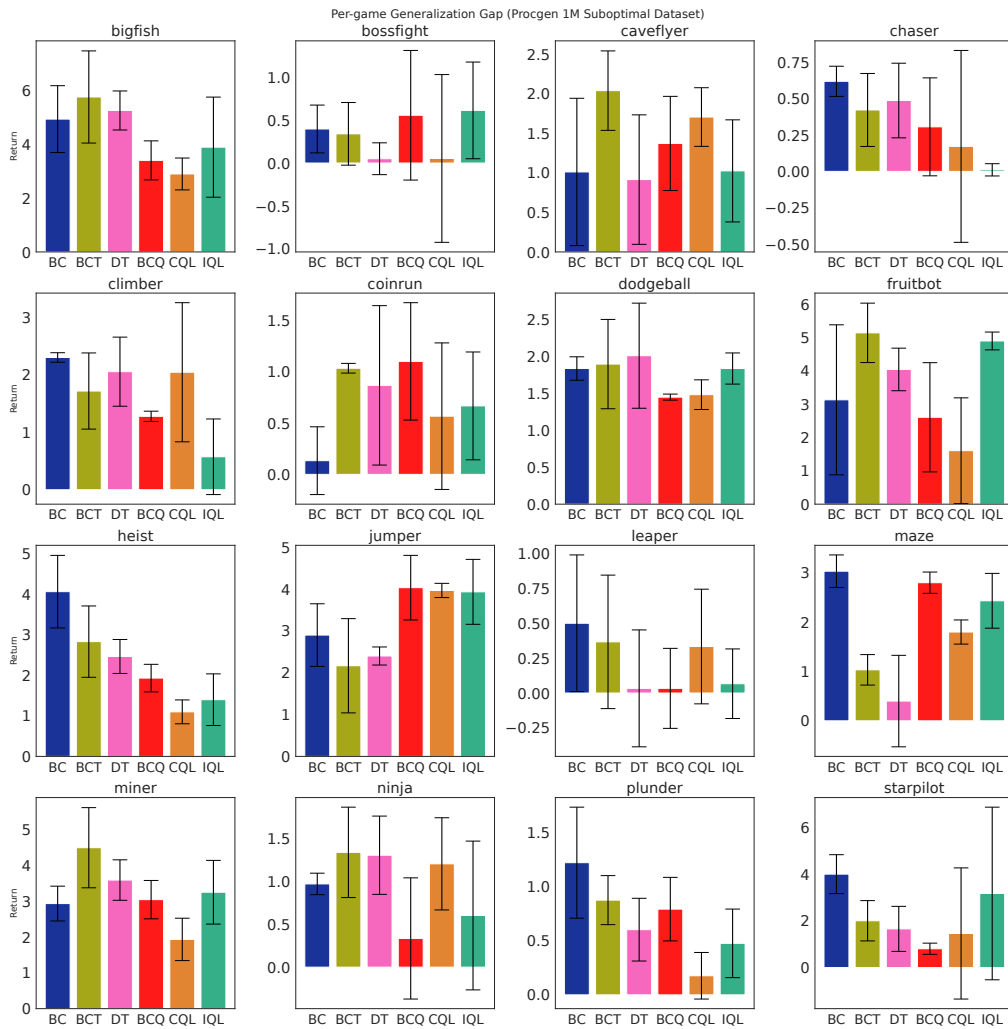 Per-game Generalization Gap (Procgen 1M Suboptimal Dataset)
bigfish
bossfight
caveflyer
chaser
Return
6
4
2
0
1.0
0.5
0.0
−0.5
−1.0
2.5
2.0
1.5
1.0
0.5
0.0
0.75
0.50
0.25
0.00
−0.25
−0.50
BC BCT DT BCQ CQL IQL
BC BCT DT BCQ CQL IQL
BC BCT DT BCQ CQL IQL
BC BCT DT BCQ CQL IQL
climber
coinrun
dodgeball
fruitbot
Return
3
2
1
0
1.5
1.0
0.5
0.0
2.5
2.0
1.5
1.0
0.5
0.0
6
5
4
3
2
1
0
BC BCT DT BCQ CQL IQL
BC BCT DT BCQ CQL IQL
BC BCT DT BCQ CQL IQL
BC BCT DT BCQ CQL IQL
heist
jumper
leaper
maze
Return
5
4
3
2
1
0
5
4
3
2
1
0
1.00
0.75
0.50
0.25
0.00
−0.25
3
2
1
0
BC BCT DT BCQ CQL IQL
BC BCT DT BCQ CQL IQL
BC BCT DT BCQ CQL IQL
BC BCT DT BCQ CQL IQL
miner
ninja
plunder
starpilot
Return
5
4
3
2
1
0
1.5
1.0
0.5
0.0
1.5
1.0
0.5
0.0
6
4
2
0
BC BCT DT BCQ CQL IQL
BC BCT DT BCQ CQL IQL
BC BCT DT BCQ CQL IQL
BC BCT DT BCQ CQL IQL